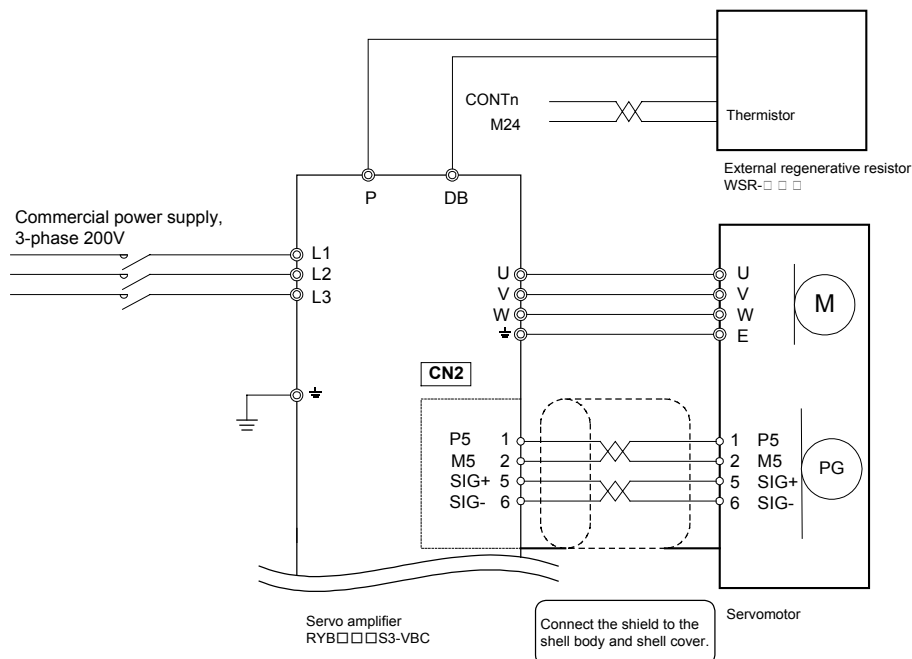 CONTn
M24
Thermistor
External regenerative resistor
WSR-□ □ □
P
DB
Commercial power supply,
3-phase 200V
L1
L2
L3
U
V
W
U
V
W
E
M
CN2
P5 1
M5 2
SIG+ 5
SIG- 6
1 P5
2 M5
5 SIG+
6 SIG-
PG
Servo amplifier
RYB□□□S3-VBC
Connect the shield to the
shell body and shell cover.
Servomotor